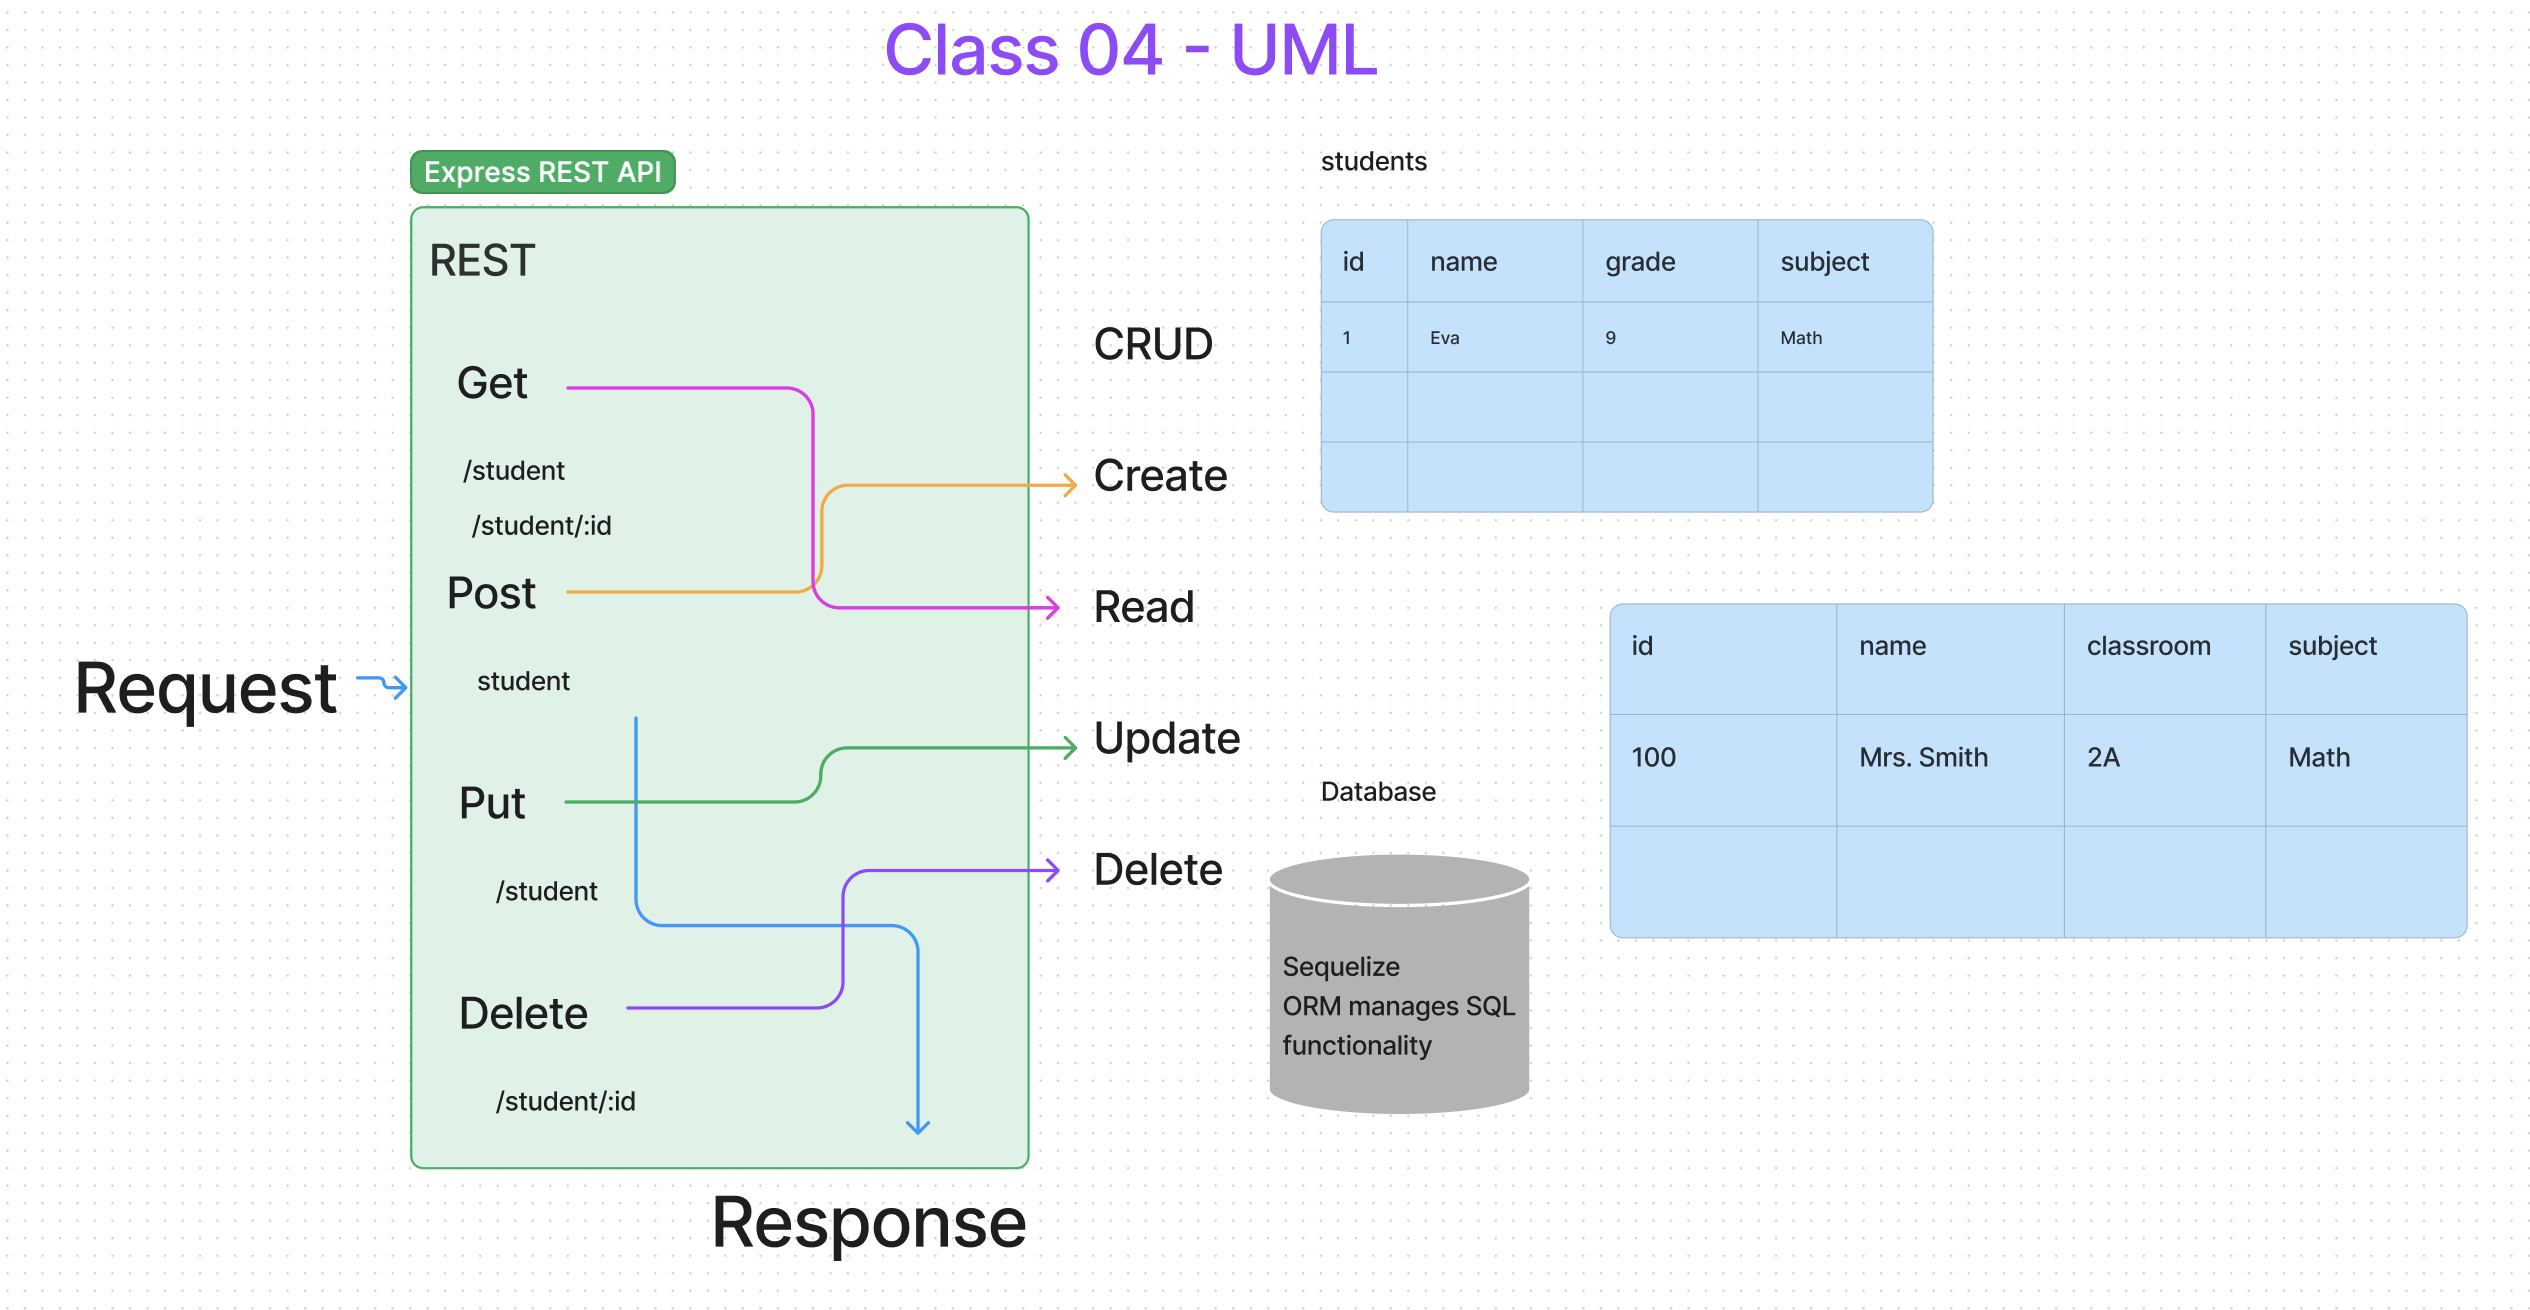 Class 04 - UML
Express REST API
REST
Get
/student
/student/:id
Post
student
Put
/student
Delete
/student/:id
Request
Response
CRUD
Create
Read
Update
Delete
students
id name grade subject
1 Eva 9 Math
id name classroom subject
100 Mrs. Smith 2A Math
Database
Sequelize
ORM manages SQL
functionality